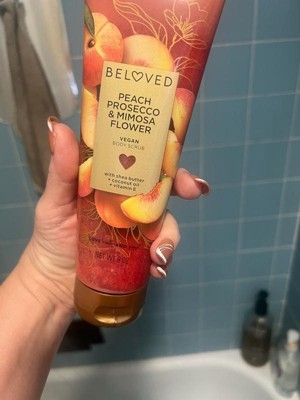 BELOVED
PEACH
PROSECCO
& MIMOSA
FLOWER
VEGAN
BODY SCRUB
with shea butter
+ coconut oil
+ vitamin E